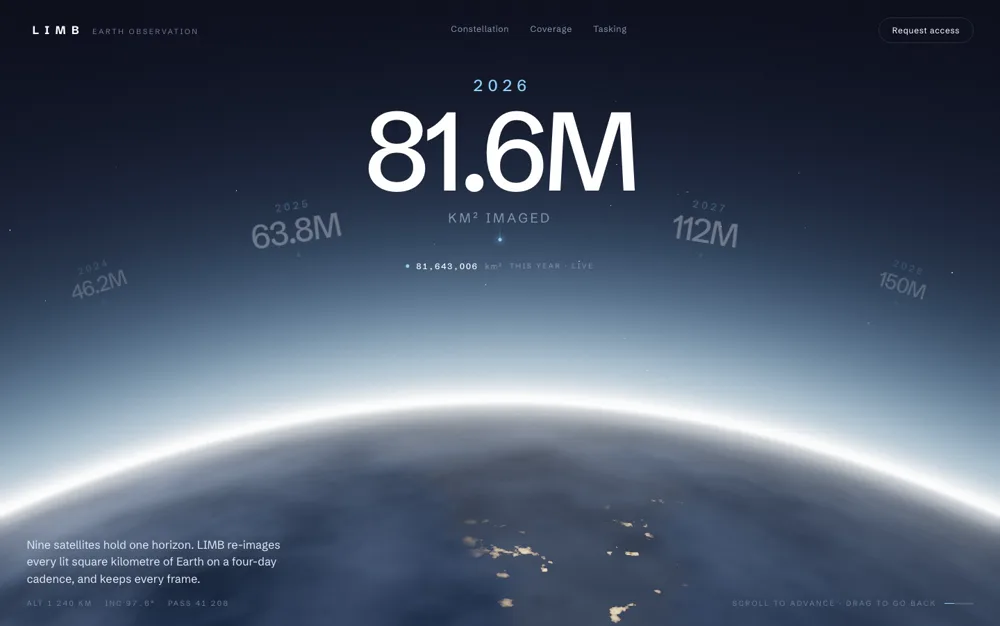 LIMB EARTH OBSERVATION
Constellation Coverage Tasking
Request access
2026
81.6M
KM² IMAGED
2025
63.8M
2027
112M
2024
46.2M
2028
150M
81,643,006 km² THIS YEAR · LIVE
Nine satellites hold one horizon. LIMB re-images
every lit square kilometre of Earth on a four-day
cadence, and keeps every frame.
ALT 1 240 KM INC 97.6° PASS 41 208
SCROLL TO ADVANCE · DRAG TO GO BACK